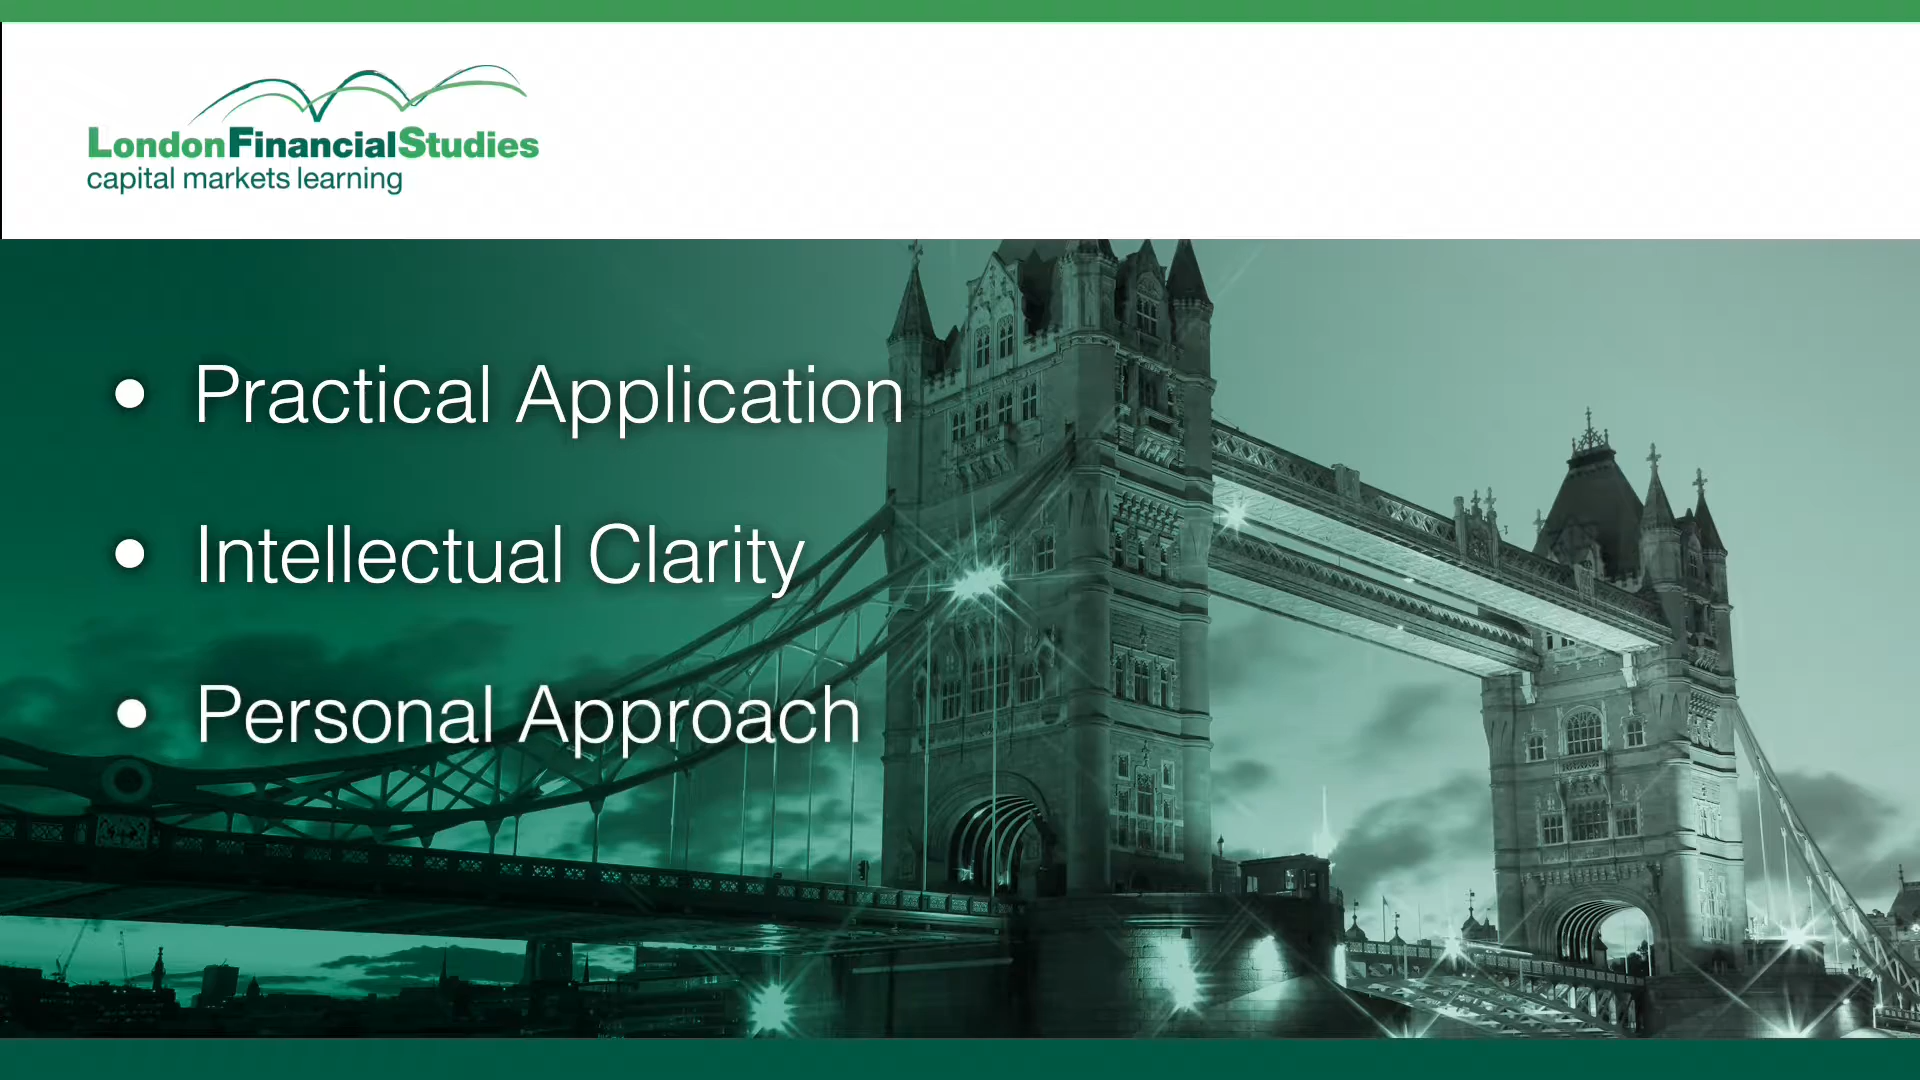 LondonFinancialStudies
capital markets learning
• Practical Application
• Intellectual Clarity
• Personal Approach